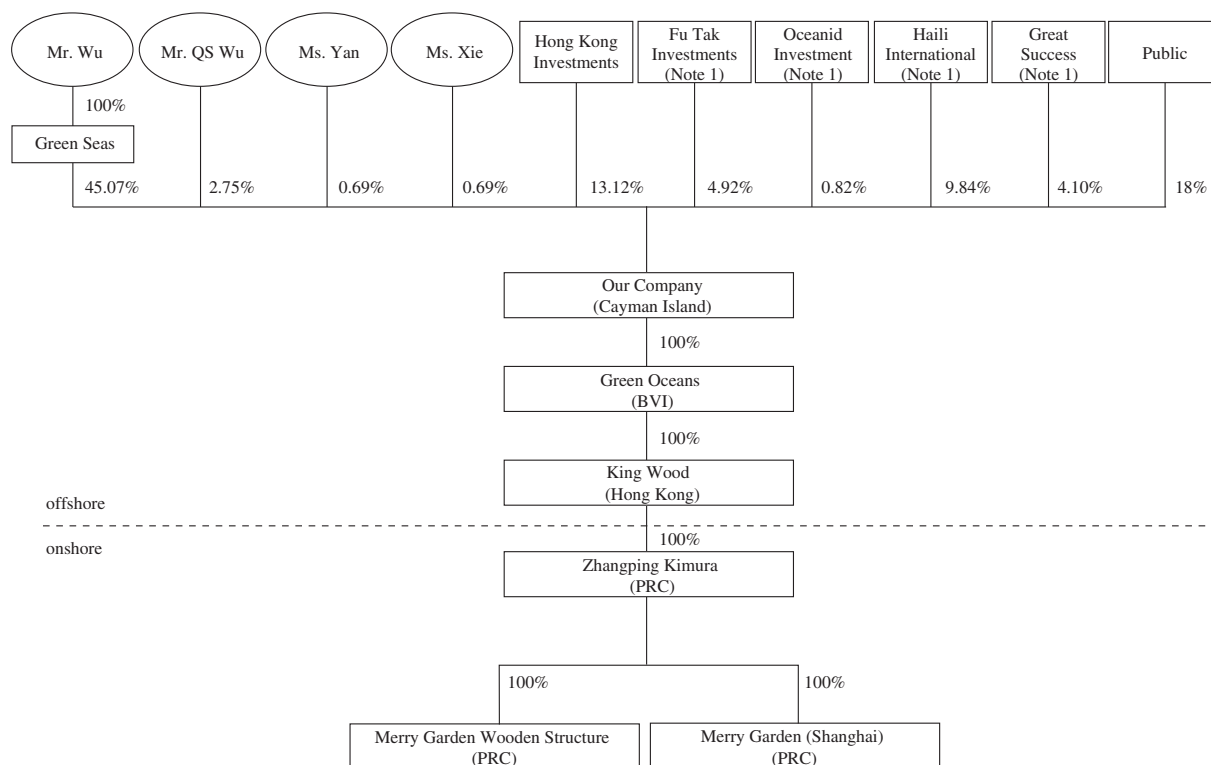 Mr. Wu
Mr. QS Wu
Ms. Yan
Ms. Xie
Hong Kong
Investments
Fu Tak
Investments
(Note 1)
Oceanid
Investment
(Note 1)
Haili
International
(Note 1)
Great
Success
(Note 1)
Public
100%
Green Seas
45.07%
2.75%
0.69%
0.69%
13.12%
4.92%
0.82%
9.84%
4.10%
18%
Our Company
(Cayman Island)
100%
Green Oceans
(BVI)
100%
King Wood
(Hong Kong)
offshore
onshore
100%
Zhangping Kimura
(PRC)
100%
100%
Merry Garden Wooden Structure
(PRC)
Merry Garden (Shanghai)
(PRC)